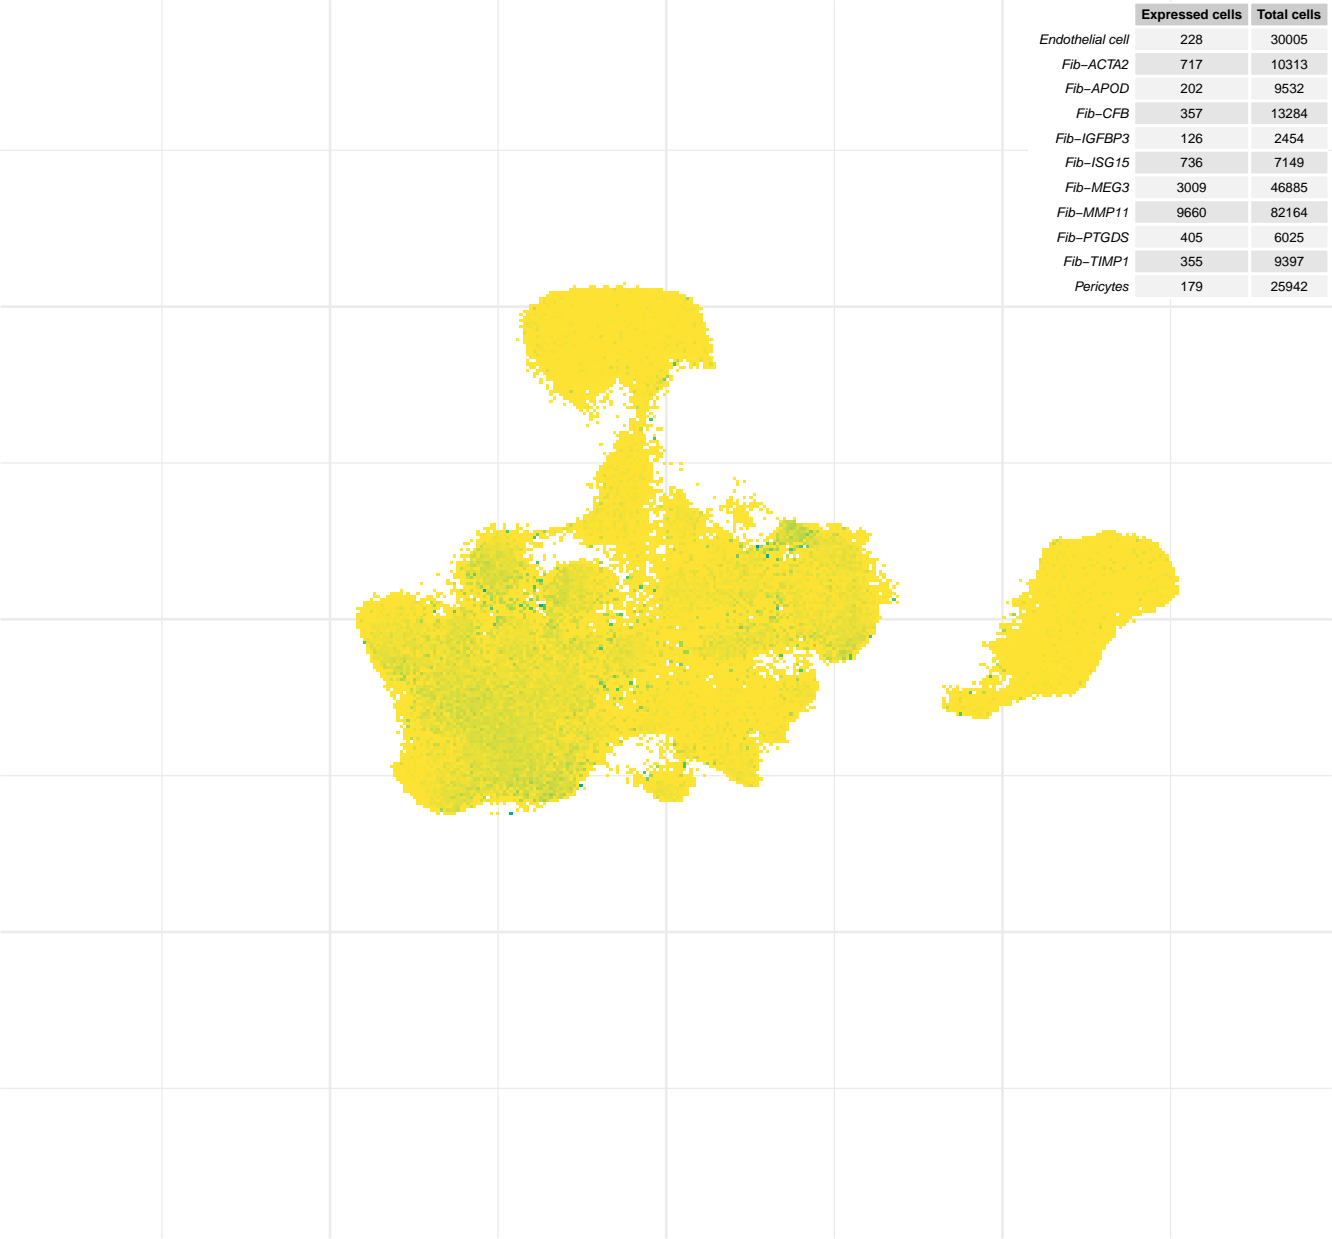 Expressed cells Total cells
Endothelial cell 228 30005
Fib−ACTA2 717 10313
Fib−APOD 202 9532
Fib−CFB 357 13284
Fib−IGFBP3 126 2454
Fib−ISG15 736 7149
Fib−MEG3 3009 46885
Fib−MMP11 9660 82164
Fib−PTGDS 405 6025
Fib−TIMP1 355 9397
Pericytes 179 25942